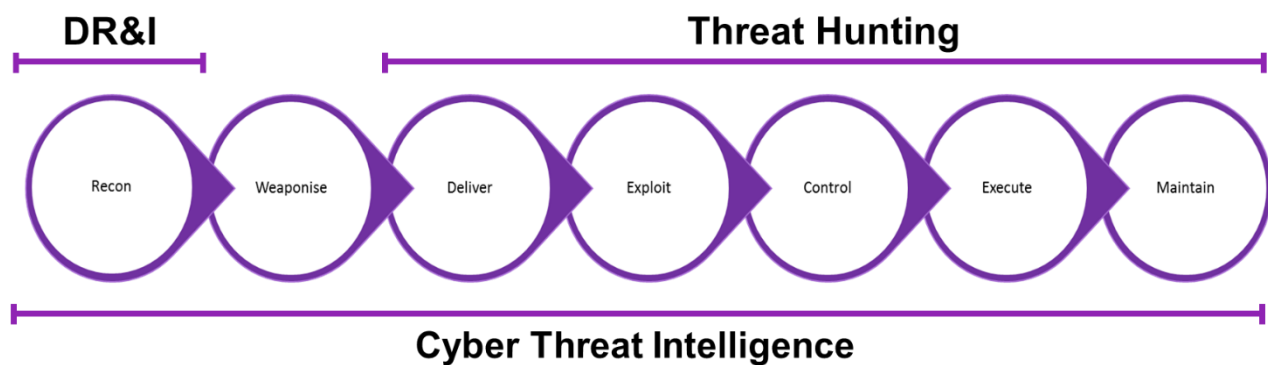 DR&I
Threat Hunting
Recon
Weaponise
Deliver
Exploit
Control
Execute
Maintain
Cyber Threat Intelligence